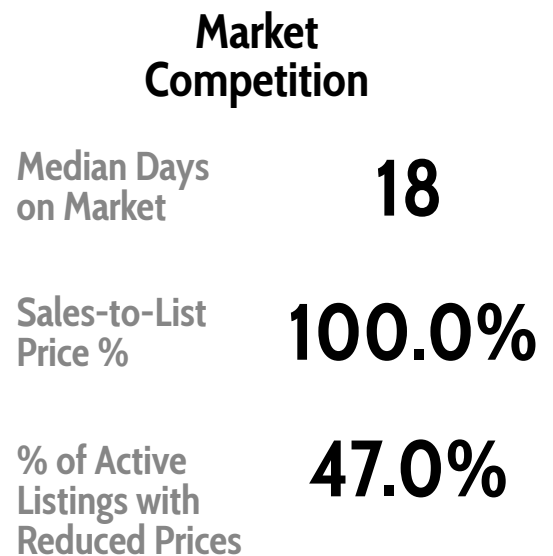 Market
Competition
Median Days
on Market
18
Sales-to-List
Price %
100.0%
% of Active
Listings with
Reduced Prices
47.0%